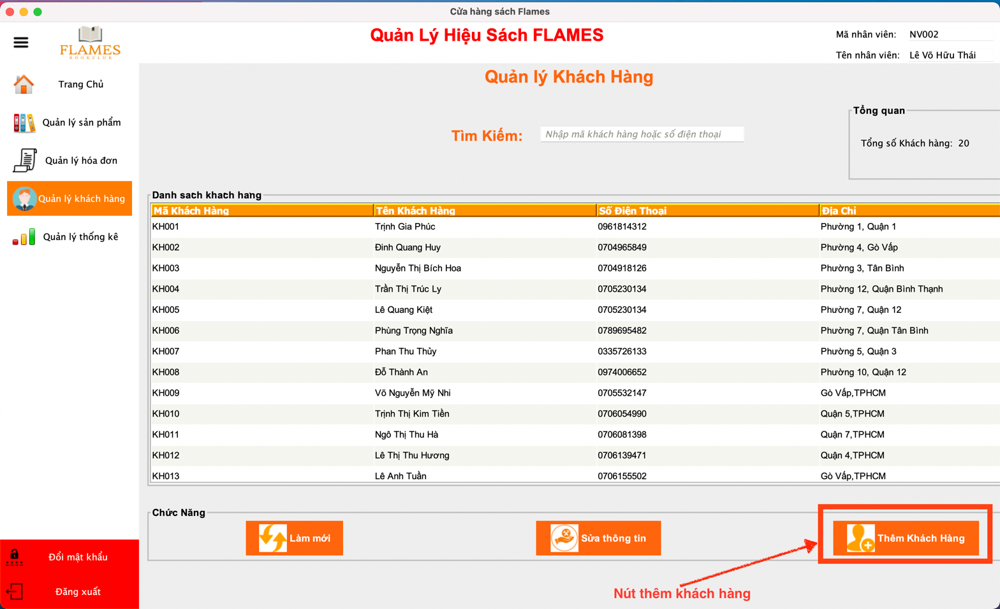 Cửa hàng sách Flames
FLAMES
BOOKCLUB
Quản Lý Hiệu Sách FLAMES
Mã nhân viên: NV002
Tên nhân viên: Lê Võ Hữu Thái
Trang Chủ
Quản lý sản phẩm
Quản lý hóa đơn
Quản lý khách hàng
Quản lý thống kê
Đổi mật khẩu
Đăng xuất
Quản lý Khách Hàng
Tìm Kiếm: Nhập mã khách hàng hoặc số điện thoại
Tổng quan
Tổng số Khách hàng: 20
Danh sách khách hàng
Mã Khách Hàng Tên Khách Hàng Số Điện Thoại Địa Chỉ
KH001 Trịnh Gia Phúc 0961814312 Phường 1, Quận 1
KH002 Đinh Quang Huy 0704965849 Phường 4, Gò Vấp
KH003 Nguyễn Thị Bích Hoa 0704918126 Phường 3, Tân Bình
KH004 Trần Thị Trúc Ly 0705230134 Phường 12, Quận Bình Thạnh
KH005 Lê Quang Kiệt 0705230134 Phường 7, Quận 12
KH006 Phùng Trọng Nghĩa 0789695482 Phường 7, Quận Tân Bình
KH007 Phan Thu Thủy 0335726133 Phường 5, Quận 3
KH008 Đỗ Thành An 0974006652 Phường 10, Quận 12
KH009 Võ Nguyễn Mỹ Nhi 0705532147 Gò Vấp,TPHCM
KH010 Trịnh Thị Kim Tiền 0706054990 Quận 5,TPHCM
KH011 Ngô Thị Thu Hà 0706081398 Quận 7,TPHCM
KH012 Lê Thị Thu Hương 0706139471 Quận 4,TPHCM
KH013 Lê Anh Tuần 0706155502 Gò Vấp,TPHCM
Chức Năng
Làm mới
Sửa thông tin
Thêm Khách Hàng
Nút thêm khách hàng